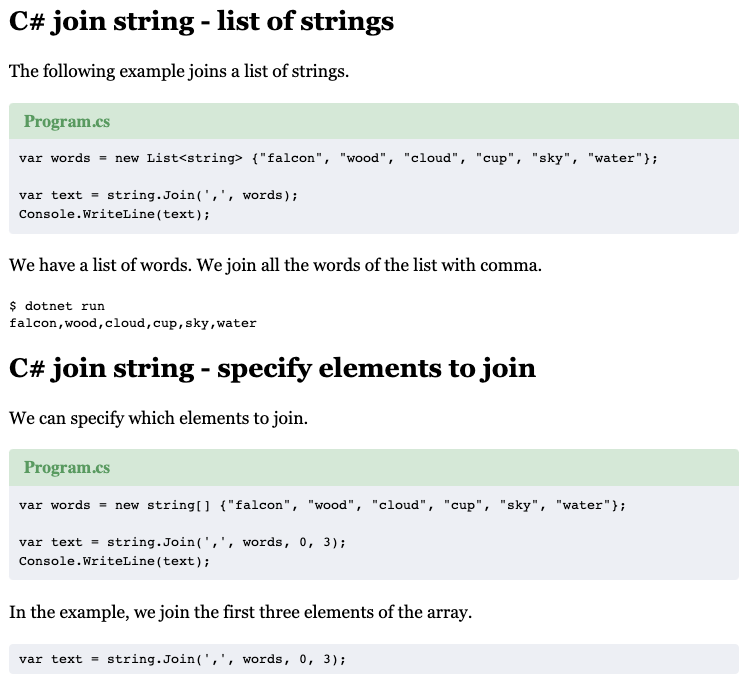 C# join string - list of strings
The following example joins a list of strings.
Program.cs
var words = new List<string> {"falcon", "wood", "cloud", "cup", "sky", "water"};
var text = string.Join(',', words);
Console.WriteLine(text);
We have a list of words. We join all the words of the list with comma.
$ dotnet run
falcon,wood,cloud,cup,sky,water
C# join string - specify elements to join
We can specify which elements to join.
Program.cs
var words = new string[] {"falcon", "wood", "cloud", "cup", "sky", "water"};
var text = string.Join(',', words, 0, 3);
Console.WriteLine(text);
In the example, we join the first three elements of the array.
var text = string.Join(',', words, 0, 3);